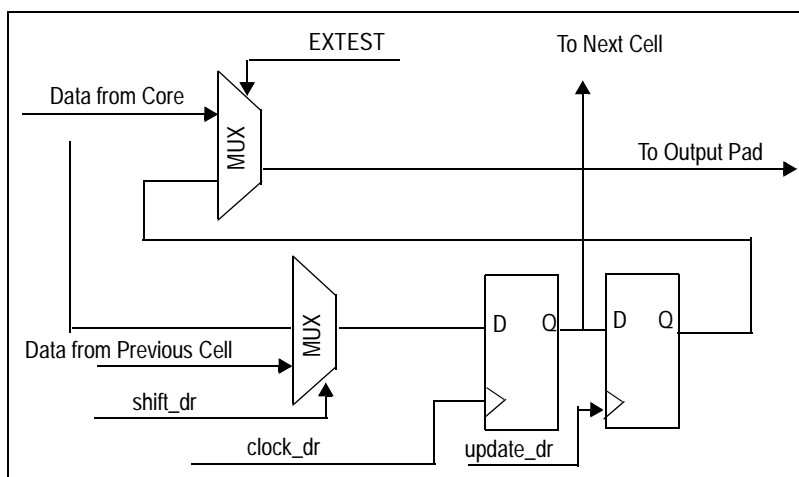 EXTEST
To Next Cell
Data from Core
MUX
To Output Pad
MUX
D Q
D Q
Data from Previous Cell
shift_dr
clock_dr
update_dr